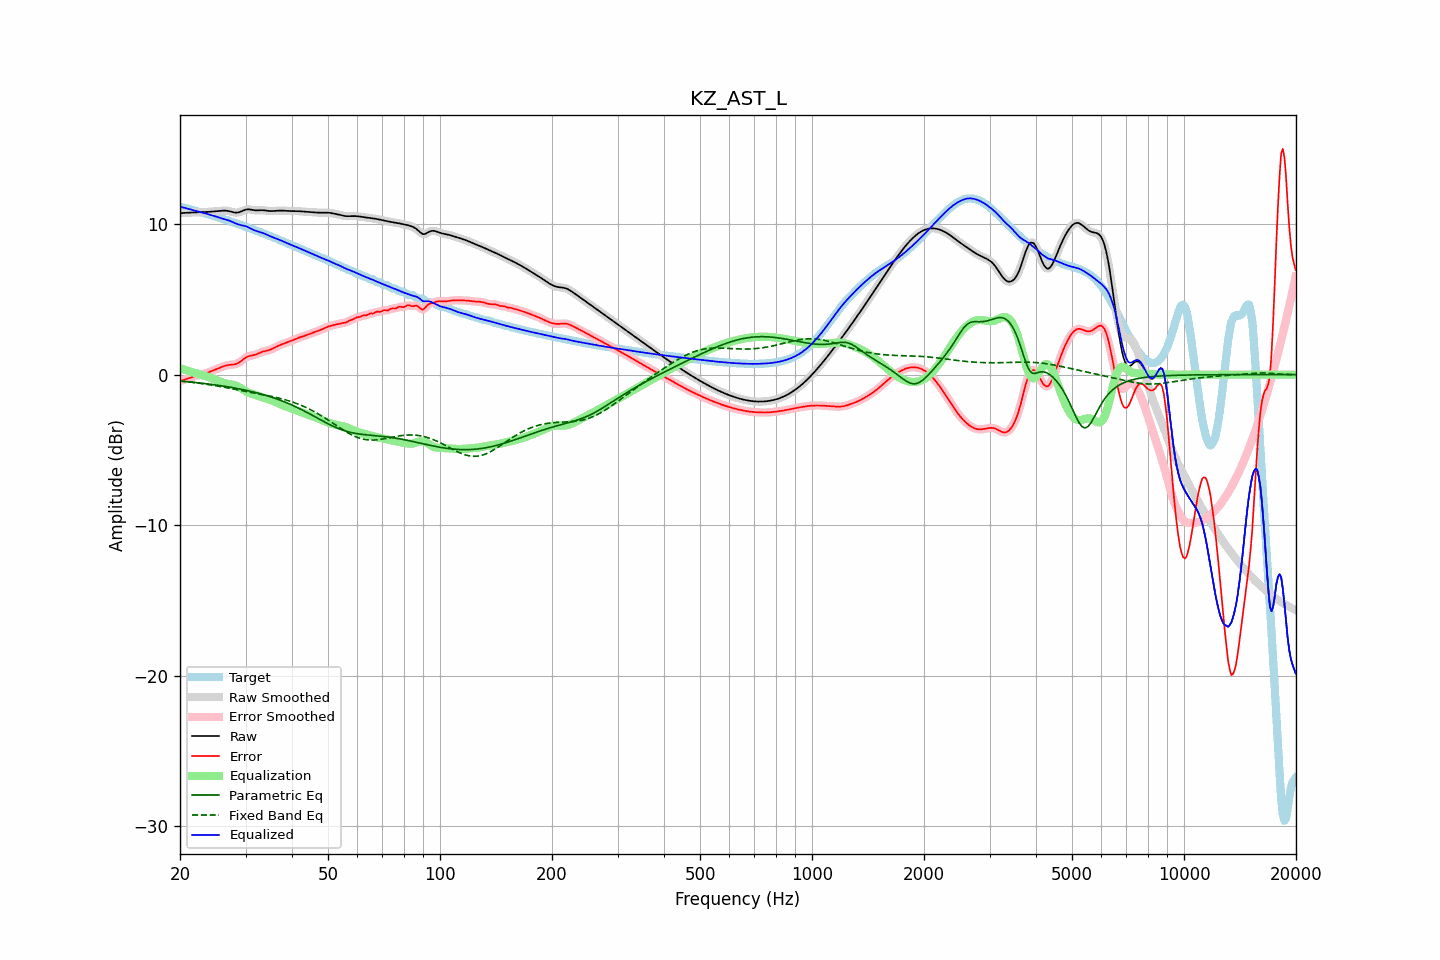 KZ_AST_L
Amplitude (dBr)
10
0
−10
−20
−30
Target
Raw Smoothed
Error Smoothed
Raw
Error
Equalization
Parametric Eq
Fixed Band Eq
Equalized
20 50 100 200 500 1000 2000 5000 10000 20000
Frequency (Hz)